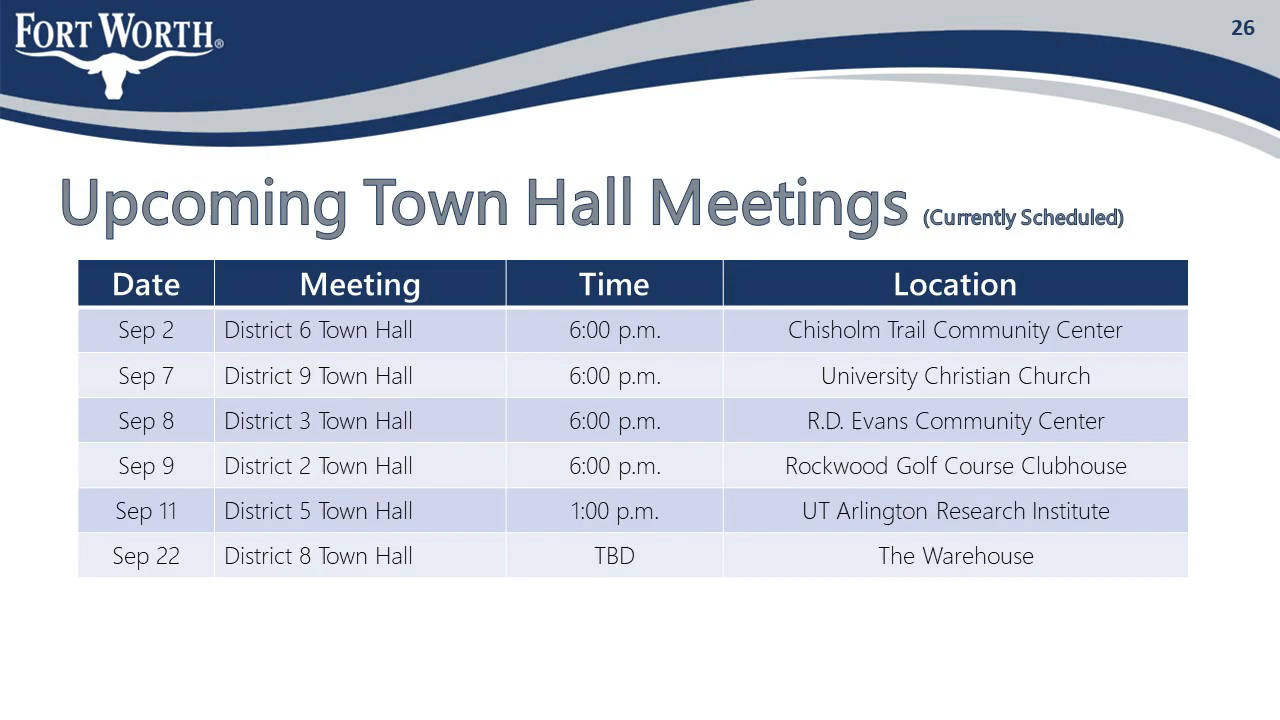 FORT WORTH®
26
Upcoming Town Hall Meetings (Currently Scheduled)
Date Meeting Time Location
Sep 2 District 6 Town Hall 6:00 p.m. Chisholm Trail Community Center
Sep 7 District 9 Town Hall 6:00 p.m. University Christian Church
Sep 8 District 3 Town Hall 6:00 p.m. R.D. Evans Community Center
Sep 9 District 2 Town Hall 6:00 p.m. Rockwood Golf Course Clubhouse
Sep 11 District 5 Town Hall 1:00 p.m. UT Arlington Research Institute
Sep 22 District 8 Town Hall TBD The Warehouse